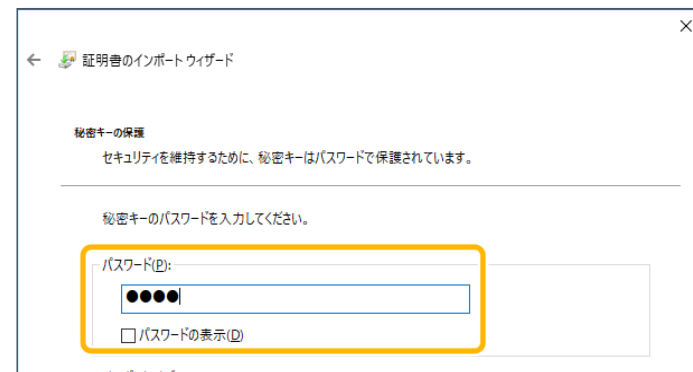 証明書のインポート ウィザード
秘密キーの保護
セキュリティを維持するために、秘密キーはパスワードで保護されています。
秘密キーのパスワードを入力してください。
パスワード(P):
●●●●
パスワードの表示(D)